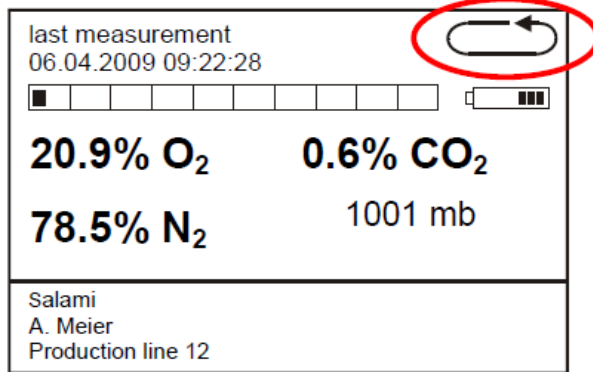 last measurement
06.04.2009 09:22:28
20.9% O₂ 0.6% CO₂
78.5% N₂ 1001 mb
Salami
A. Meier
Production line 12